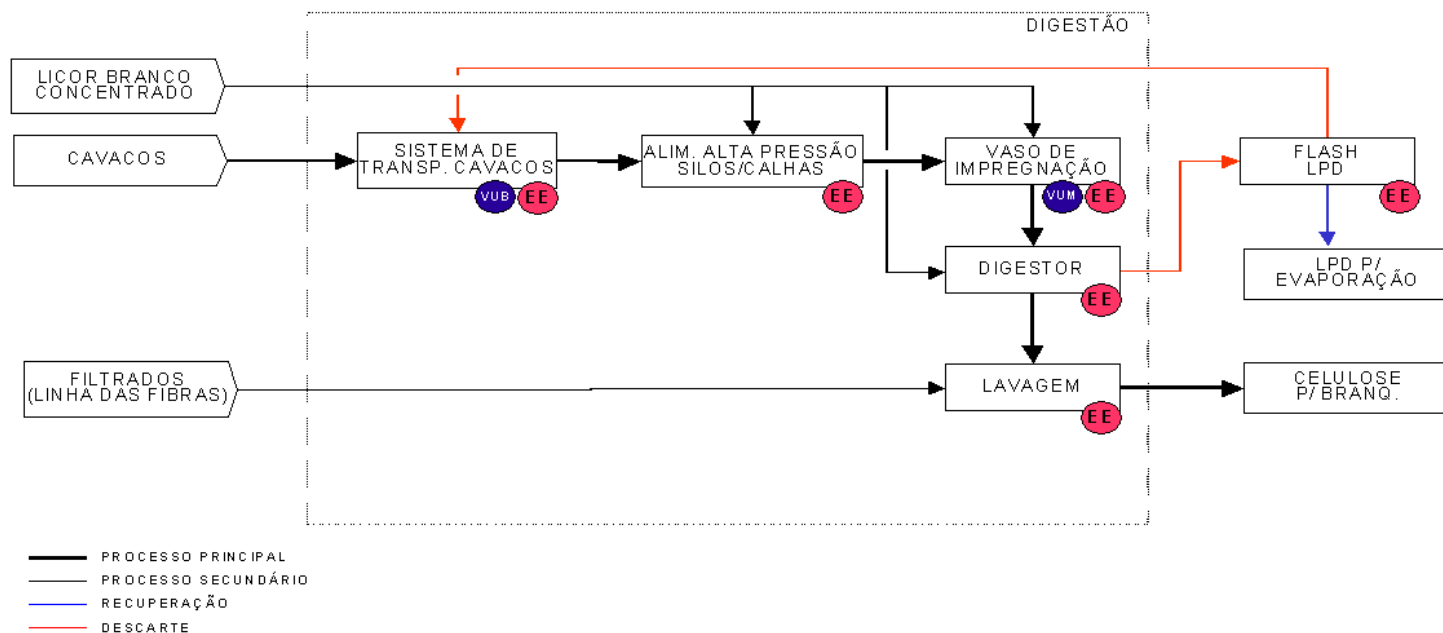 DIGESTÃO
LICOR BRANCO
CONCENTRADO
CAVACOS
SISTEMA DE
TRANSP. CAVACOS
VUB
EE
ALIM. ALTA PRESSÃO
SILOS/CALHAS
EE
VASO DE
IMPREGNAÇÃO
VUM
EE
FLASH
LPD
EE
DIGESTOR
EE
LPD P/
EVAPORAÇÃO
FILTRADOS
(LINHA DAS FIBRAS)
LAVAGEM
EE
CELULOSE
P/ BRANQ.
PROCESSO PRINCIPAL
PROCESSO SECUNDÁRIO
RECUPERAÇÃO
DESCARTE